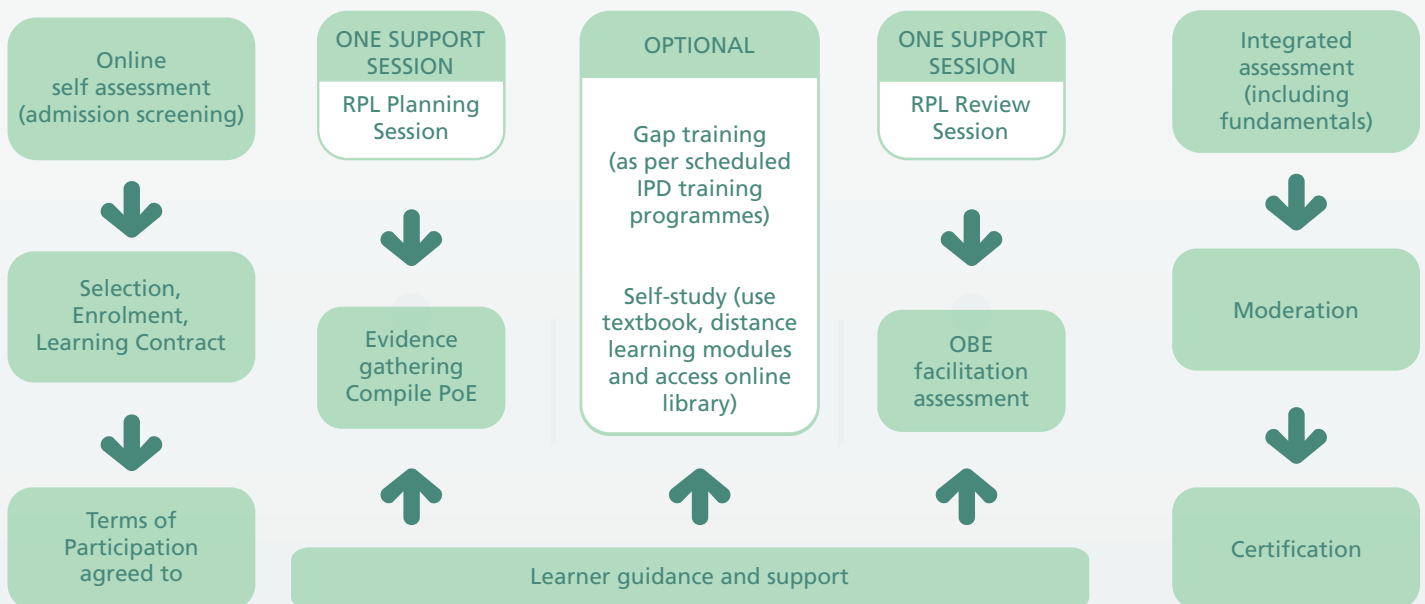 Online
self assessment
(admission screening)
Selection,
Enrolment,
Learning Contract
Terms of
Participation
agreed to
ONE SUPPORT
SESSION
RPL Planning
Session
Evidence
gathering
Compile PoE
OPTIONAL
Gap training
(as per scheduled
IPD training
programmes)
Self-study (use
textbook, distance
learning modules
and access online
library)
ONE SUPPORT
SESSION
RPL Review
Session
OBE
facilitation
assessment
Learner guidance and support
Integrated
assessment
(including
fundamentals)
Moderation
Certification